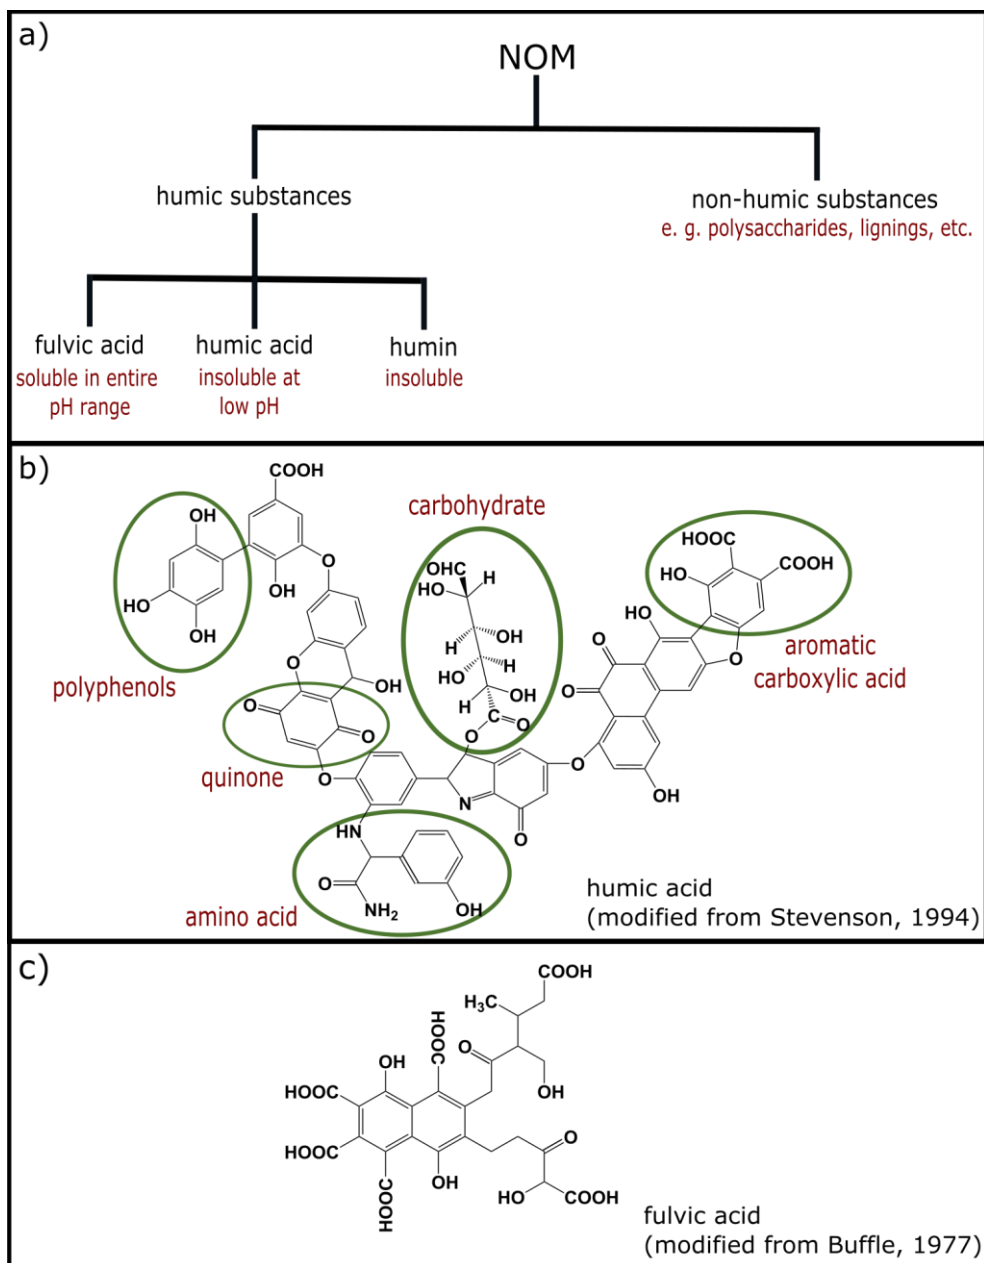 a)
NOM
humic substances
non-humic substances
e. g. polysaccharides, lignings, etc.
fulvic acid
soluble in entire
pH range
humic acid
insoluble at
low pH
humin
insoluble
b)
COOH
OH
OH
HO
OH
polyphenols
O
O
OH
O
O
quinone
O
carbohydrate
OHC
HO
H
H
OH
HO
H
H
OH
C
O
O
HOOC
COOH
HO
HO
O
O
O
aromatic
carboxylic acid
O
OH
N
O
HN
O
NH2
OH
amino acid
humic acid
(modified from Stevenson, 1994)
c)
COOH
H3C
HOOC
O
OH
OH
HOOC
HOOC
COOH
OH
O
HO
COOH
fulvic acid
(modified from Buffle, 1977)